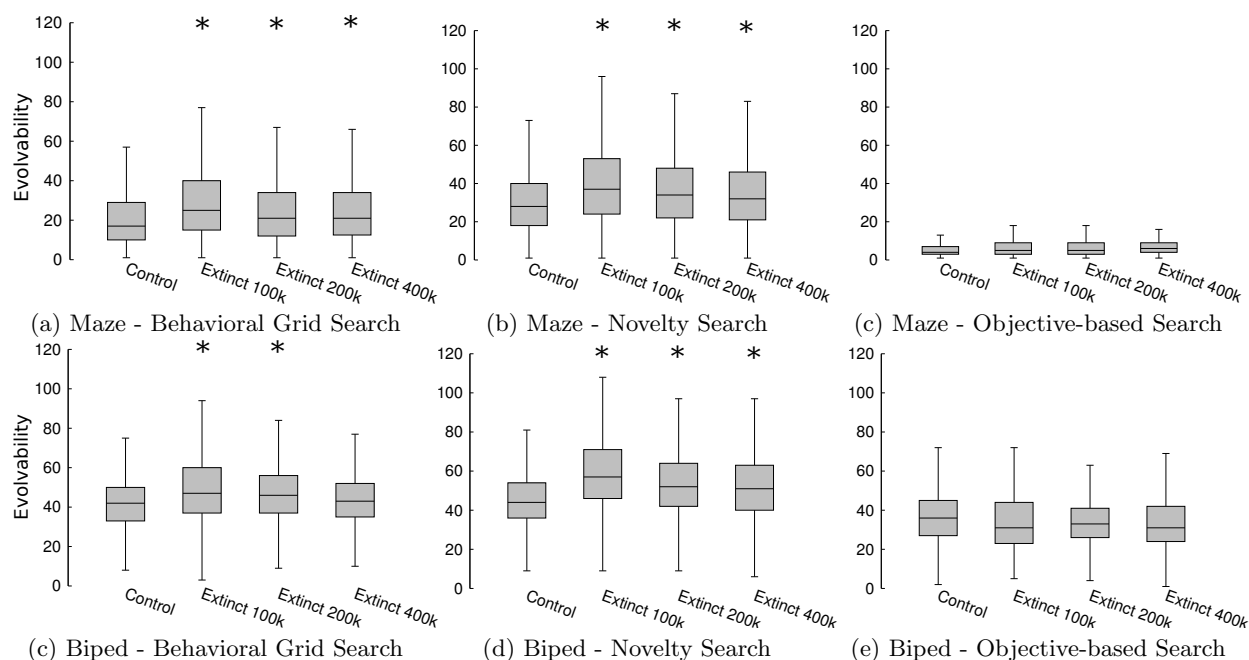 * * *
* * *
120
100
80
60
40
20
0
Evolvability
Control
Extinct 100k
Extinct 200k
Extinct 400k
120
100
80
60
40
20
0
Control
Extinct 100k
Extinct 200k
Extinct 400k
120
100
80
60
40
20
0
Control
Extinct 100k
Extinct 200k
Extinct 400k
(a) Maze - Behavioral Grid Search
(b) Maze - Novelty Search
(c) Maze - Objective-based Search
* *
* * *
120
100
80
60
40
20
0
Evolvability
Control
Extinct 100k
Extinct 200k
Extinct 400k
120
100
80
60
40
20
0
Control
Extinct 100k
Extinct 200k
Extinct 400k
120
100
80
60
40
20
0
Control
Extinct 100k
Extinct 200k
Extinct 400k
(c) Biped - Behavioral Grid Search
(d) Biped - Novelty Search
(e) Biped - Objective-based Search